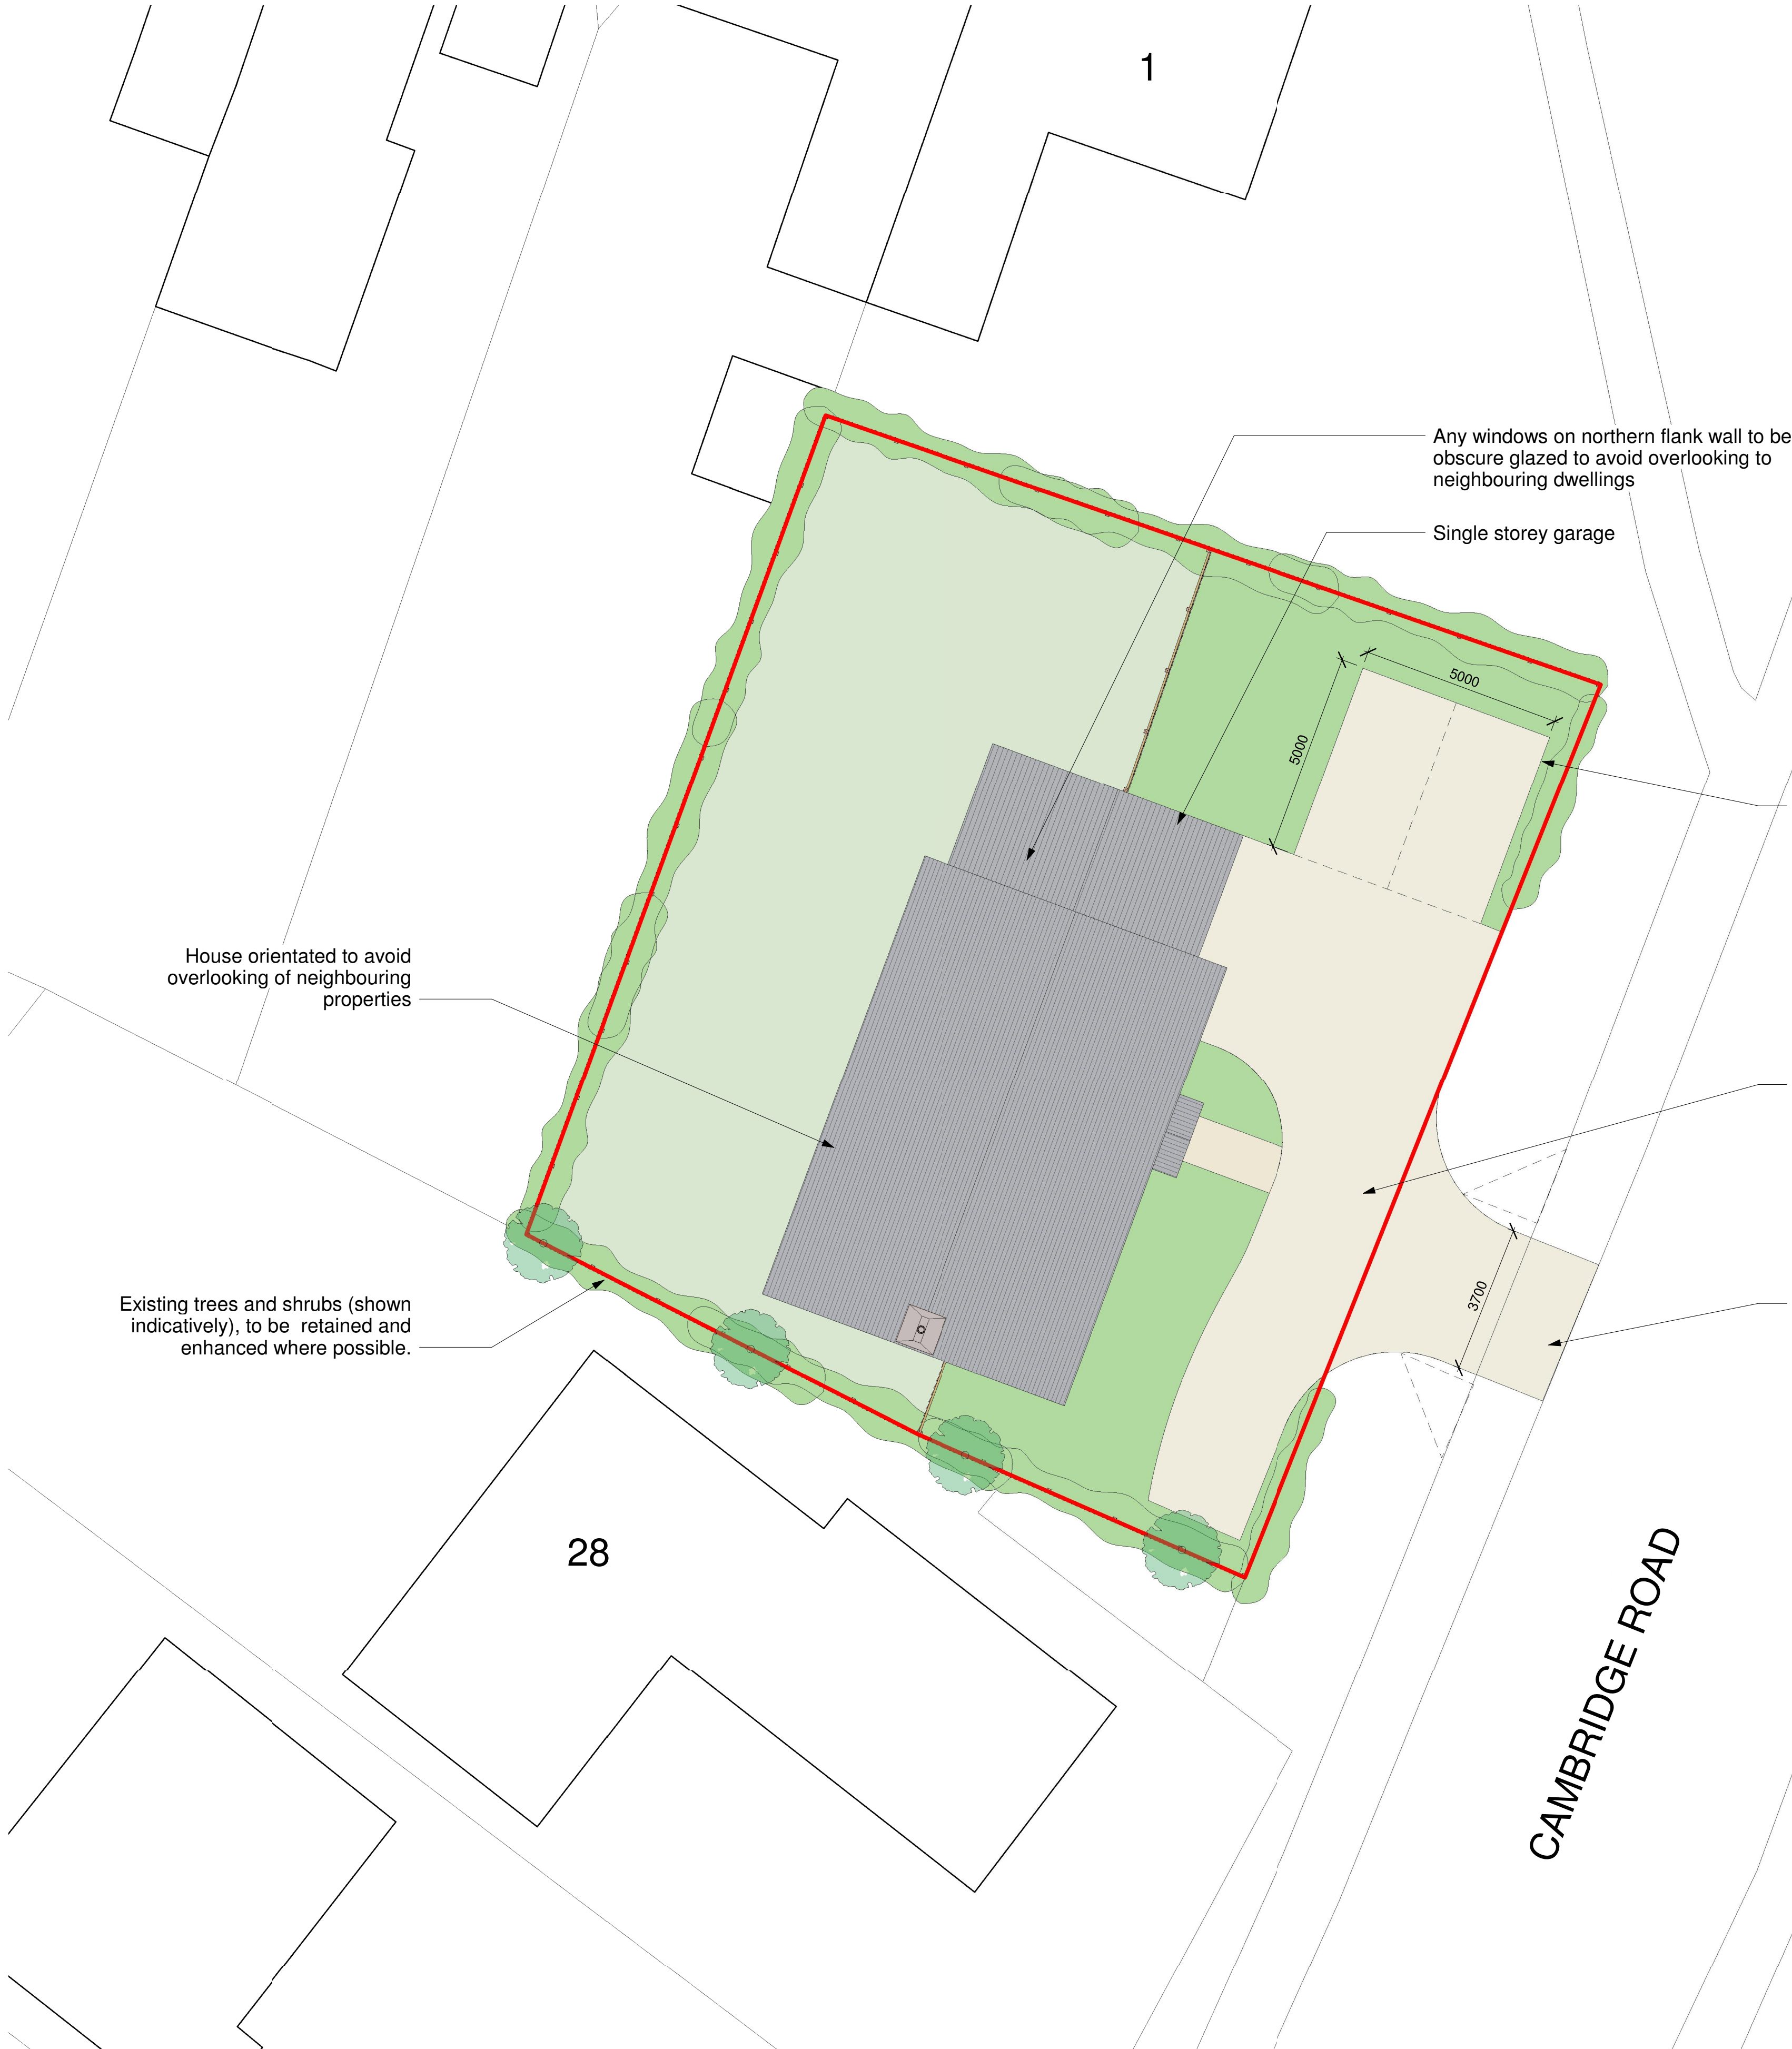 1
Any windows on northern flank wall to be
obscure glazed to avoid overlooking to
neighbouring dwellings
Single storey garage
5000
5000
House orientated to avoid
overlooking of neighbouring
properties
3700
Existing trees and shrubs (shown
indicatively), to be retained and
enhanced where possible.
28
CAMBRIDGE ROAD